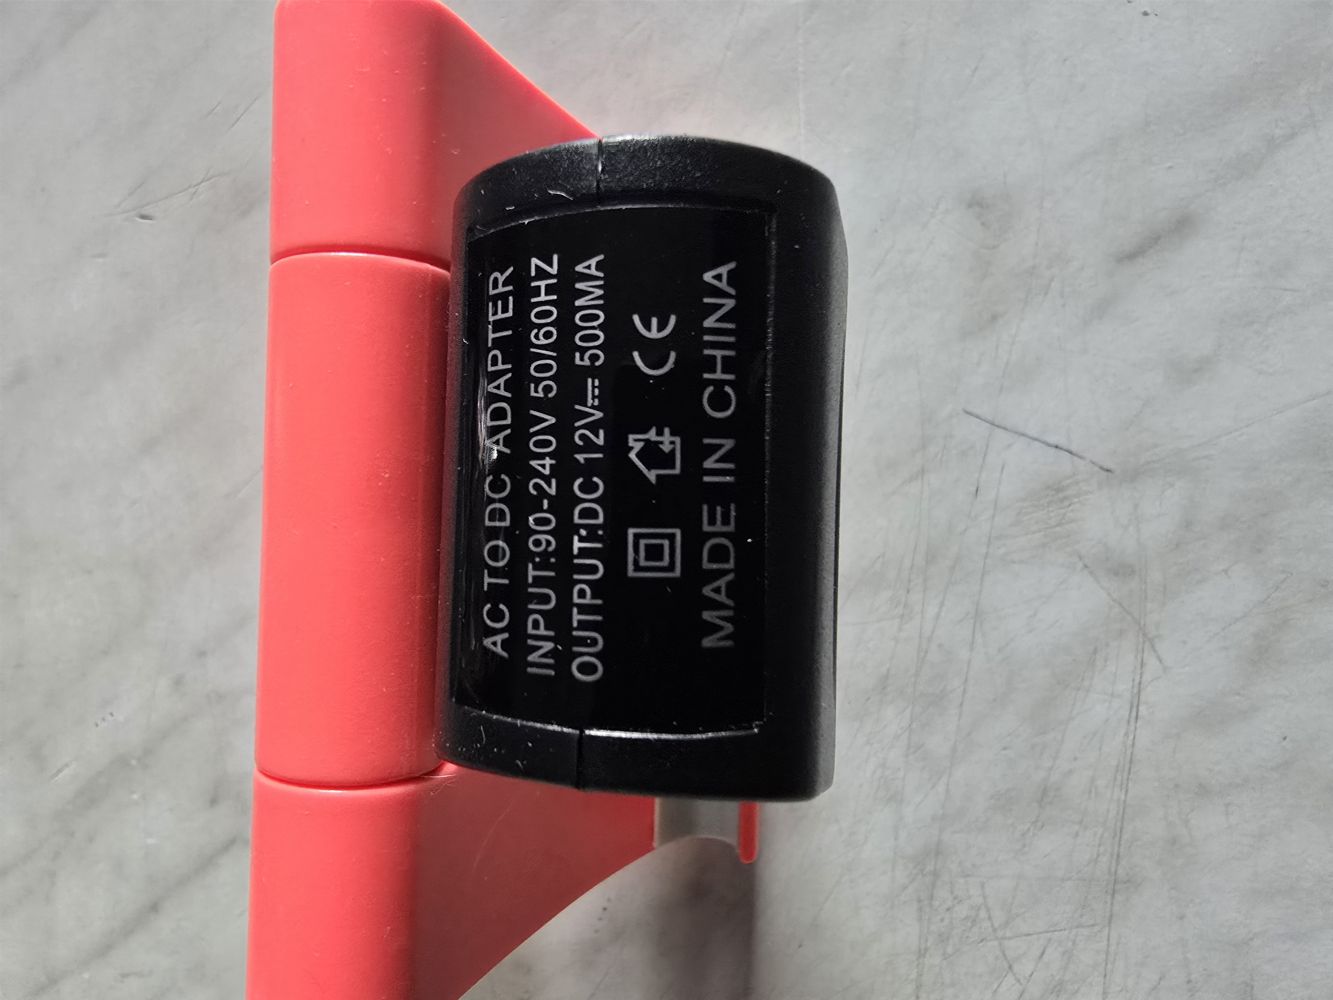 AC TO DC ADAPTER
INPUT:90-240V 50/60HZ
OUTPUT:DC 12V⎓500MA
CE
MADE IN CHINA